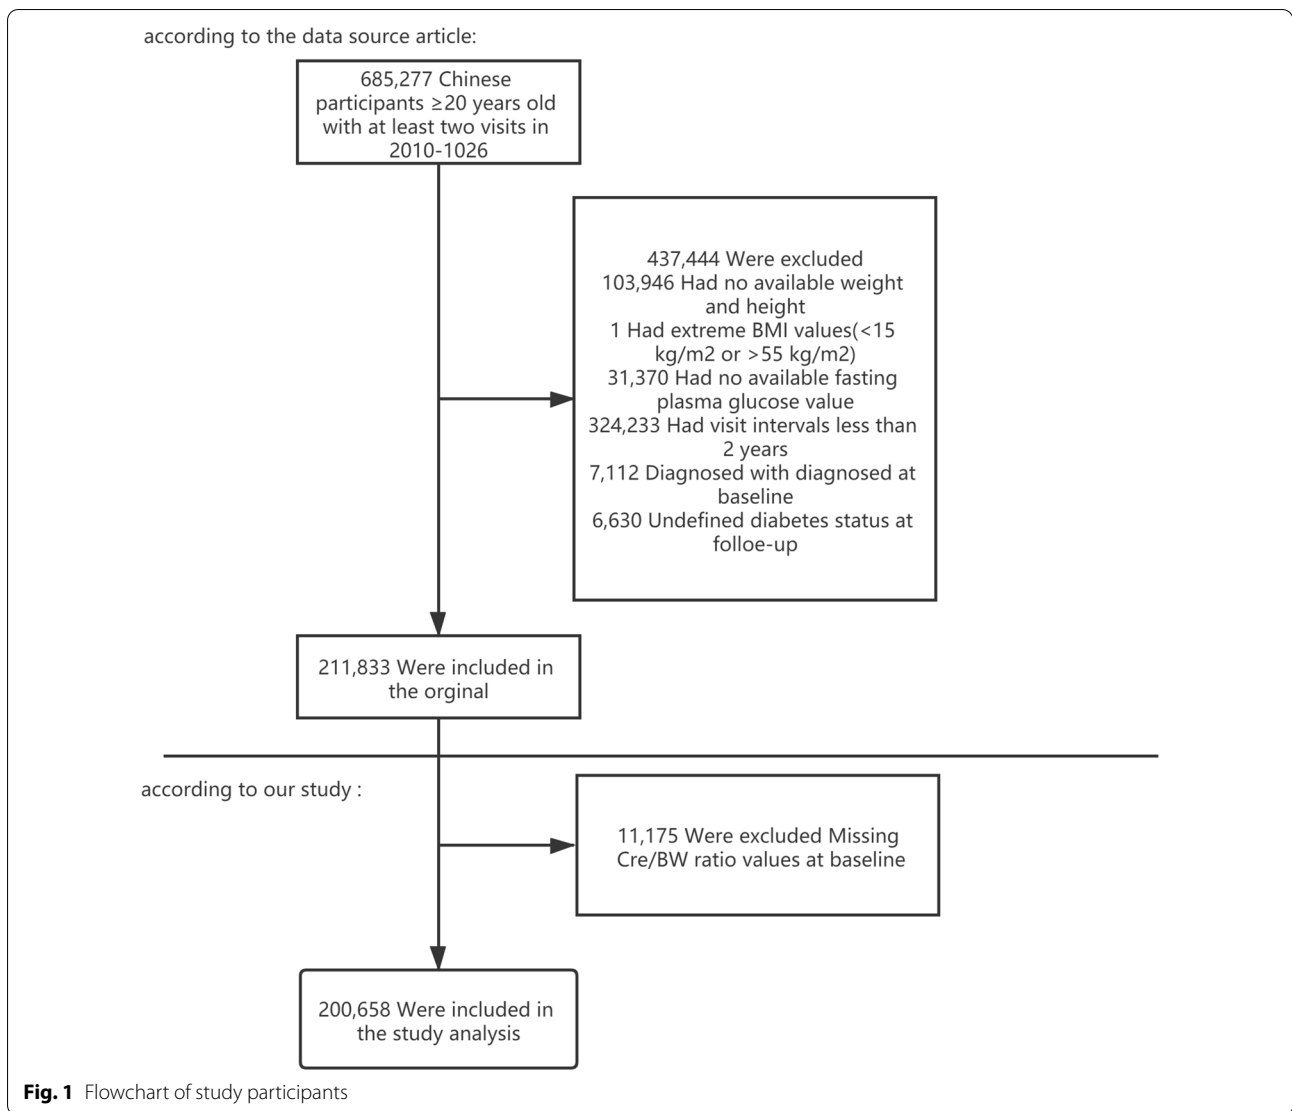 according to the data source article:
685,277 Chinese
participants ≥20 years old
with at least two visits in
2010-1026
437,444 Were excluded
103,946 Had no available weight
and height
1 Had extreme BMI values(<15
kg/m2 or >55 kg/m2)
31,370 Had no available fasting
plasma glucose value
324,233 Had visit intervals less than
2 years
7,112 Diagnosed with diagnosed at
baseline
6,630 Undefined diabetes status at
folloe-up
211,833 Were included in
the orginal
according to our study :
11,175 Were excluded Missing
Cre/BW ratio values at baseline
200,658 Were included in
the study analysis
Fig. 1 Flowchart of study participants